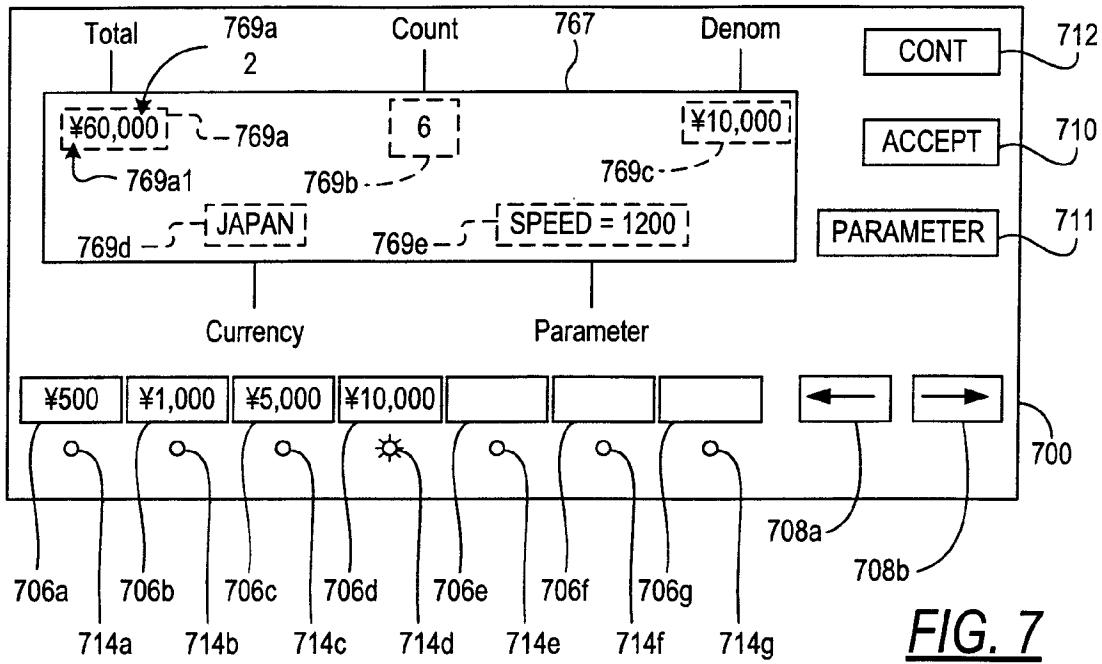 Total 769a 2 Count 767 Denom CONT 712
¥60,000 769a 6 ¥10,000 ACCEPT 710
769a1 769b 769c
769d JAPAN 769e SPEED = 1200 PARAMETER 711
Currency Parameter
¥500 ¥1,000 ¥5,000 ¥10,000
700
706a 706b 706c 706d 706e 706f 706g 708a 708b
714a 714b 714c 714d 714e 714f 714g
FIG. 7